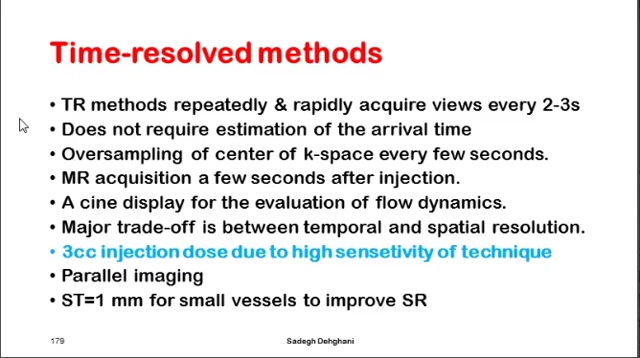 Time-resolved methods
• TR methods repeatedly & rapidly acquire views every 2-3s
• Does not require estimation of the arrival time
• Oversampling of center of k-space every few seconds.
• MR acquisition a few seconds after injection.
• A cine display for the evaluation of flow dynamics.
• Major trade-off is between temporal and spatial resolution.
• 3cc injection dose due to high sensetivity of technique
• Parallel imaging
• ST=1 mm for small vessels to improve SR
179 Sadegh Dehghani